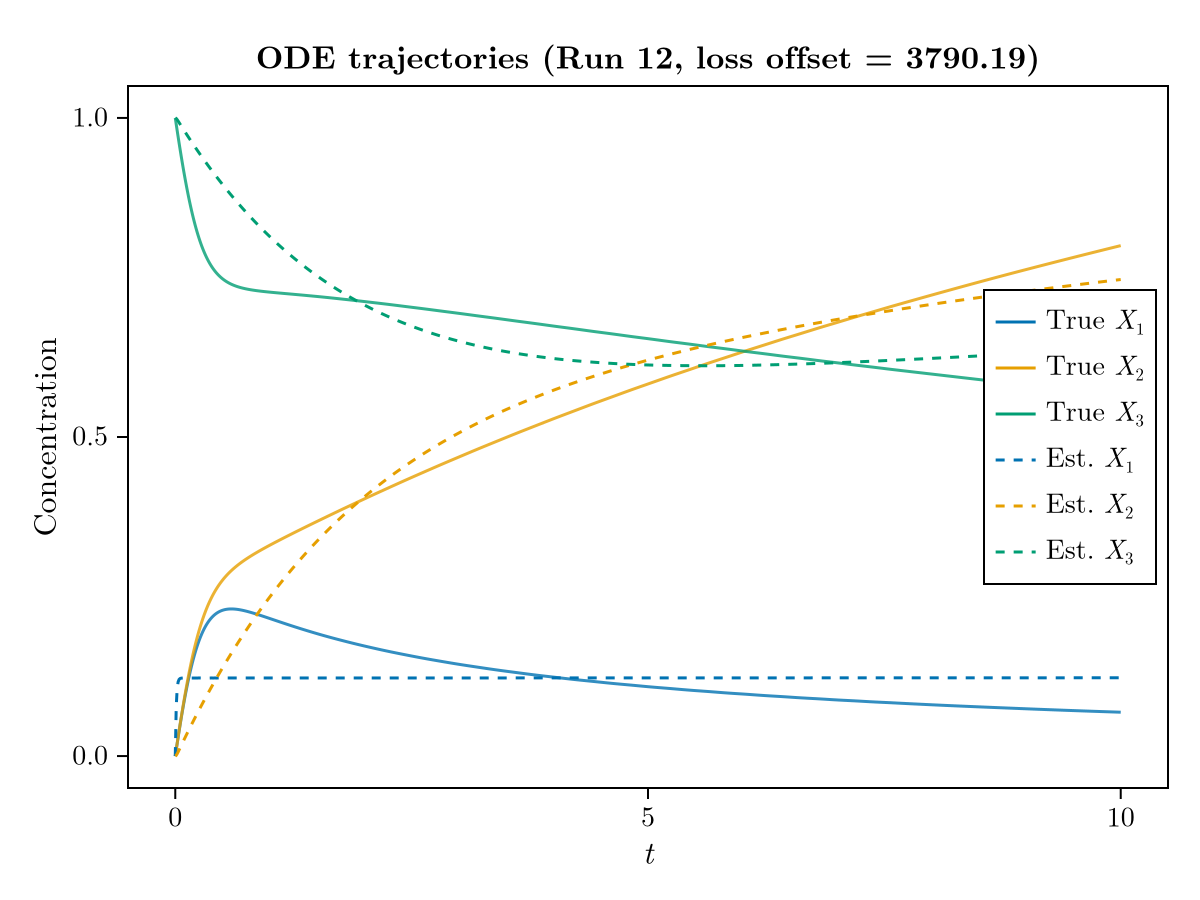 ODE trajectories (Run 12, loss offset = 3790.19)
Concentration
1.0
0.5
0.0
0
5
10
t
True X₁
True X₂
True X₃
Est. X₁
Est. X₂
Est. X₃